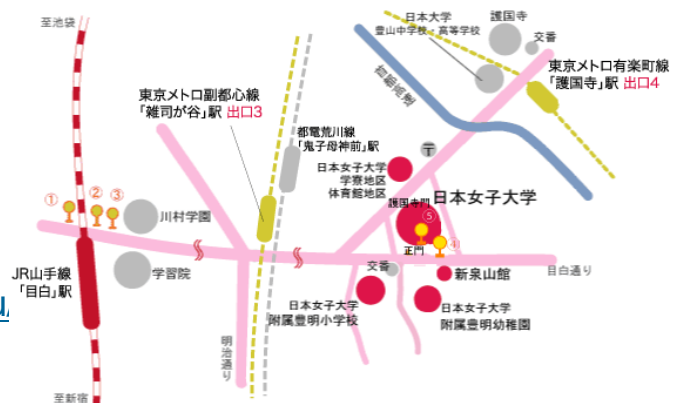 至池袋
日本大学
豊山中学校・高等学校
護国寺
交番
東京メトロ有楽町線
「護国寺」駅 出口4
首都高速
東京メトロ副都心線
「雑司が谷」駅 出口3
都電荒川線
「鬼子母神前」駅
〒
日本女子大学
学寮地区
体育館地区
護国寺門
日本女子大学
⑤
④
正門
① ② ③
川村学園
学習院
JR山手線
「目白」駅
目白通り
交番
新泉山館
日本女子大学
附属豊明小学校
日本女子大学
附属豊明幼稚園
明治通り
至新宿